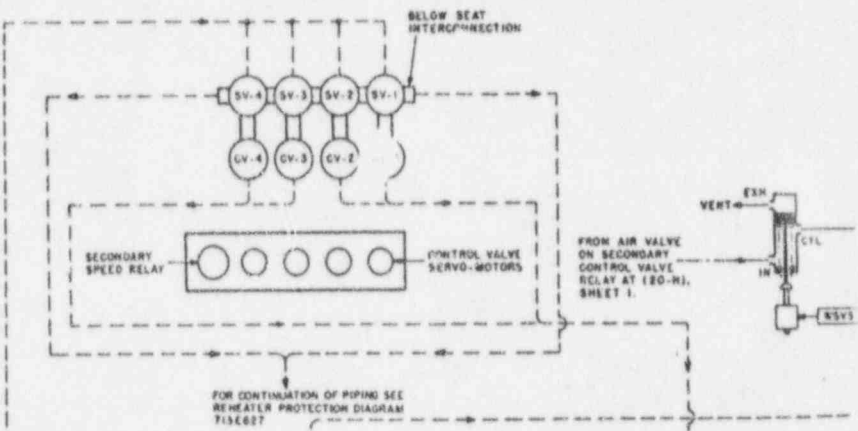 BELOW SEAT
INTERCONNECTION
SV-4
SV-3
SV-2
SV-1
CV-4
CV-3
CV-2
SECONDARY
SPEED RELAY
CONTROL VALVE
SERVO-MOTORS
VENT
EXH
CYL
IN
FROM AIR VALVE
ON SECONDARY
CONTROL VALVE
RELAY AT (20-H),
SHEET 1.
FOR CONTINUATION OF PIPING SEE
REHEATER PROTECTION DIAGRAM